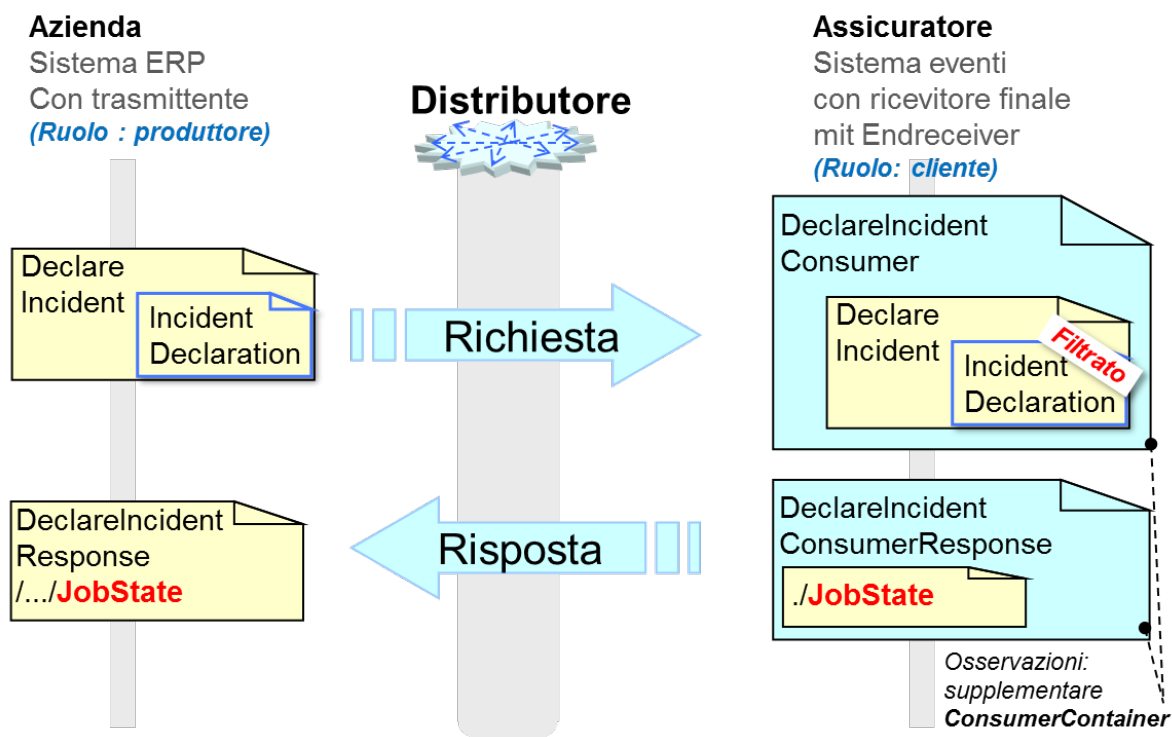 Azienda
Sistema ERP
Con trasmittente
(Ruolo : produttore)
Distributore
Assicuratore
Sistema eventi
con ricevitore finale
mit Endreceiver
(Ruolo: cliente)
Declare
Incident
Incident
Declaration
Richiesta
DeclareIncident
Consumer
Declare
Incident
Filtrato
Incident
Declaration
DeclareIncident
Response
/.../JobState
Risposta
DeclareIncident
ConsumerResponse
./JobState
Osservazioni:
supplementare
ConsumerContainer